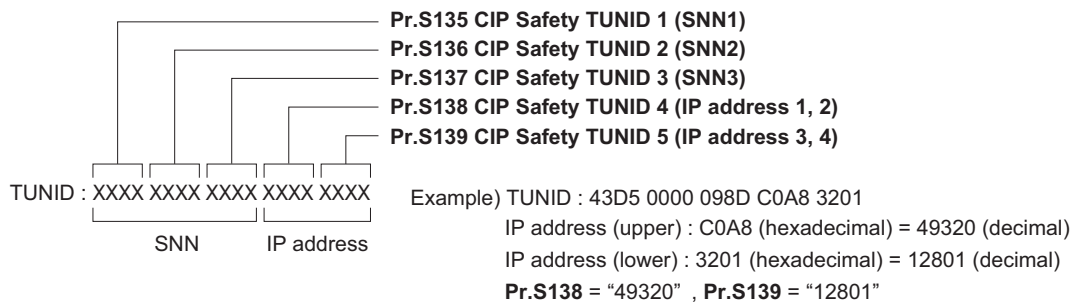 Pr.S135 CIP Safety TUNID 1 (SNN1)
Pr.S136 CIP Safety TUNID 2 (SNN2)
Pr.S137 CIP Safety TUNID 3 (SNN3)
Pr.S138 CIP Safety TUNID 4 (IP address 1, 2)
Pr.S139 CIP Safety TUNID 5 (IP address 3, 4)
TUNID : XXXX XXXX XXXX XXXX XXXX
SNN IP address
Example) TUNID : 43D5 0000 098D C0A8 3201
IP address (upper) : C0A8 (hexadecimal) = 49320 (decimal)
IP address (lower) : 3201 (hexadecimal) = 12801 (decimal)
Pr.S138 = “49320” , Pr.S139 = “12801”